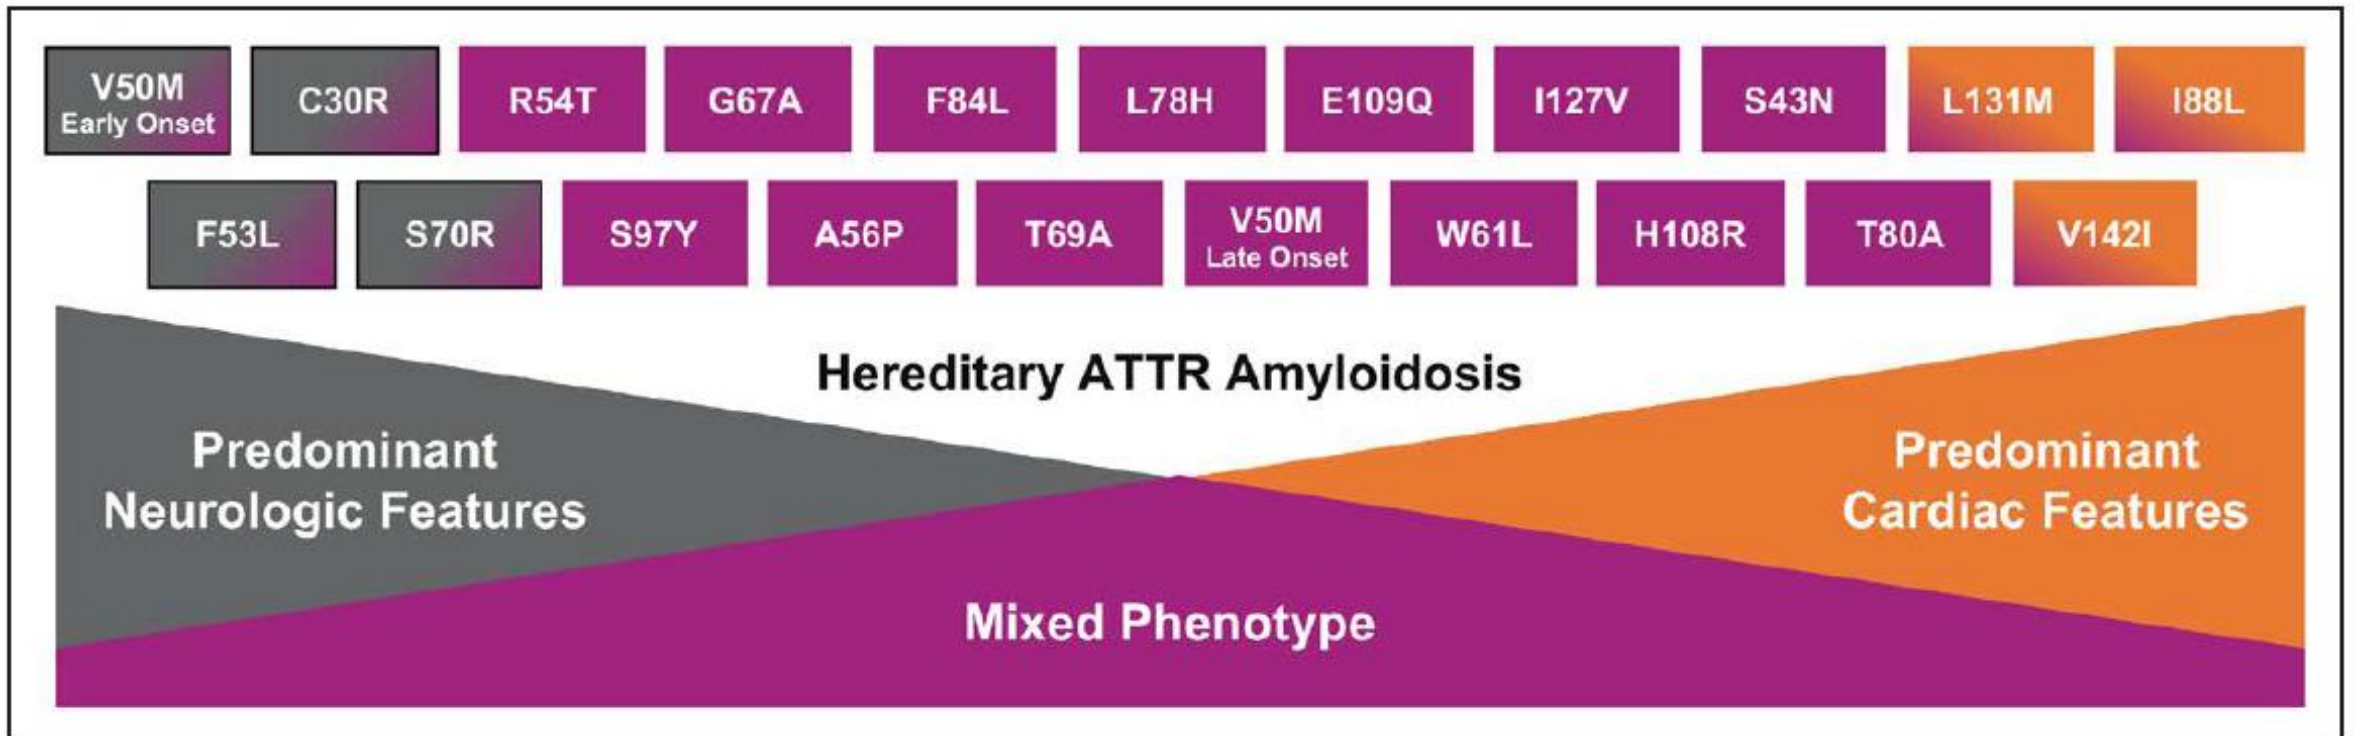 V50M
Early Onset
C30R
R54T
G67A
F84L
L78H
E109Q
I127V
S43N
L131M
I88L
F53L
S70R
S97Y
A56P
T69A
V50M
Late Onset
W61L
H108R
T80A
V142I
Hereditary ATTR Amyloidosis
Predominant
Neurologic Features
Predominant
Cardiac Features
Mixed Phenotype